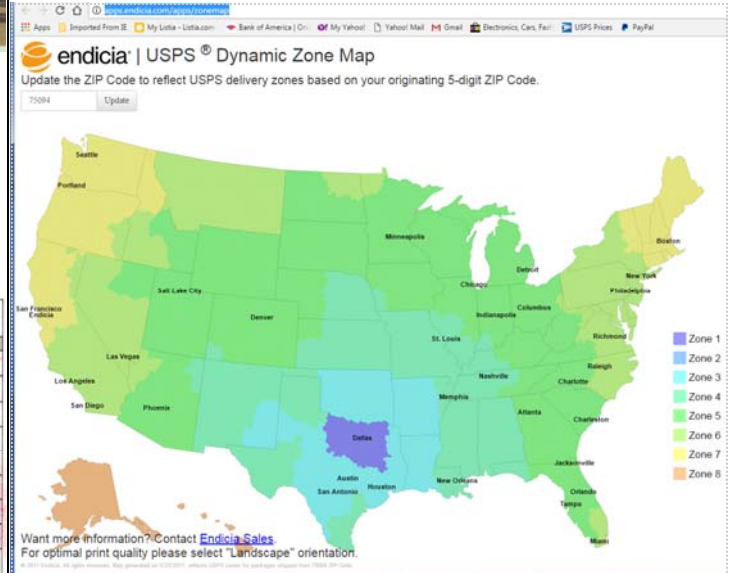 apps.endicia.com/apps/zonemap
Apps Imported From IE My Listia - Listia.com Bank of America | Onli My Yahoo! Yahoo! Mail Gmail Electronics, Cars, Fash USPS Prices PayPal
endicia® | USPS ® Dynamic Zone Map
Update the ZIP Code to reflect USPS delivery zones based on your originating 5-digit ZIP Code.
75094 Update
Seattle
Portland
Boston
Minneapolis
Detroit
Chicago
New York
Philadelphia
Salt Lake City
San Francisco
Endicia
Columbus
Indianapolis
Denver
St. Louis
Richmond
Las Vegas
Raleigh
Nashville
Charlotte
Los Angeles
Memphis
San Diego
Phoenix
Atlanta
Charleston
Dallas
Jacksonville
Austin
New Orleans
San Antonio
Houston
Orlando
Tampa
Miami
Zone 1
Zone 2
Zone 3
Zone 4
Zone 5
Zone 6
Zone 7
Zone 8
Want more information? Contact Endicia Sales.
For optimal print quality please select "Landscape" orientation.